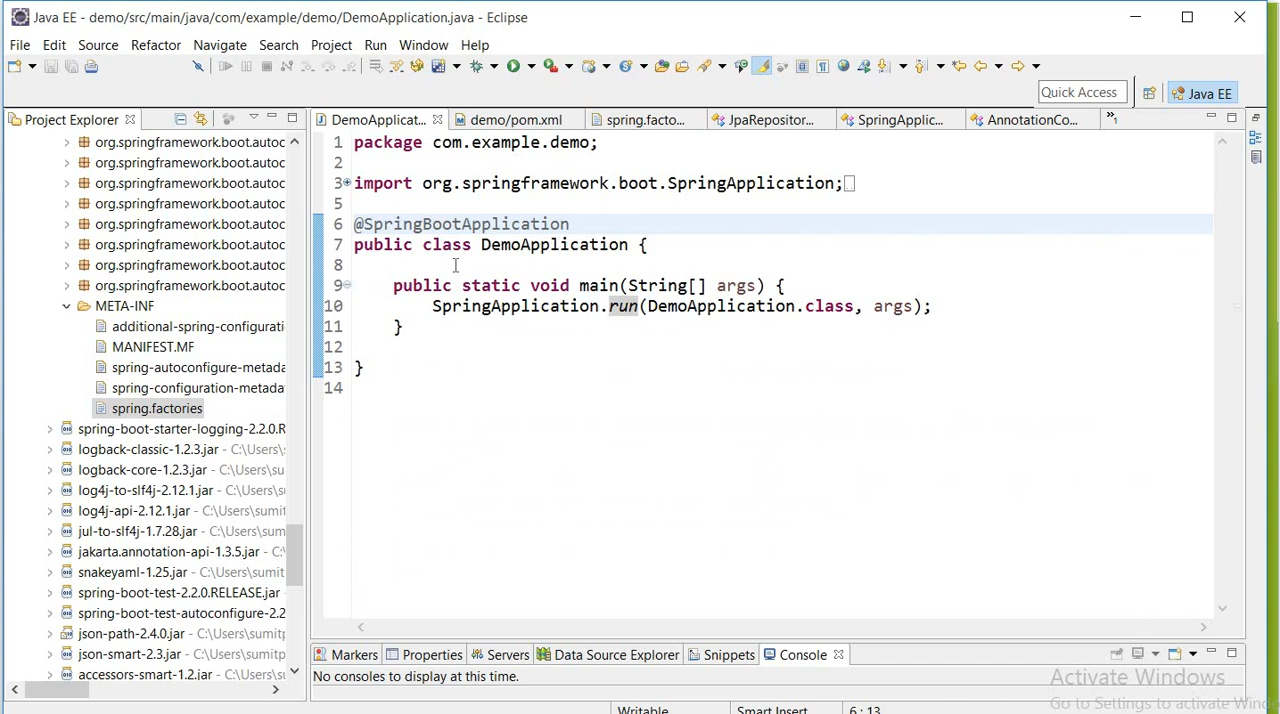 Java EE - demo/src/main/java/com/example/demo/DemoApplication.java - Eclipse
File Edit Source Refactor Navigate Search Project Run Window Help
Quick Access
Java EE
Project Explorer
org.springframework.boot.autoc
org.springframework.boot.autoc
org.springframework.boot.autoc
org.springframework.boot.autoc
org.springframework.boot.autoc
org.springframework.boot.autoc
org.springframework.boot.autoc
org.springframework.boot.autoc
META-INF
additional-spring-configurati
MANIFEST.MF
spring-autoconfigure-metada
spring-configuration-metada
spring.factories
spring-boot-starter-logging-2.2.0.R
logback-classic-1.2.3.jar - C:\Users\sumi
logback-core-1.2.3.jar - C:\Users\sumit
log4j-to-slf4j-2.12.1.jar - C:\Users\sumi
log4j-api-2.12.1.jar - C:\Users\sumit
jul-to-slf4j-1.7.28.jar - C:\Users\sumit
jakarta.annotation-api-1.3.5.jar - C:\Us
snakeyaml-1.25.jar - C:\Users\sumitp
spring-boot-test-2.2.0.RELEASE.jar
spring-boot-test-autoconfigure-2.2
json-path-2.4.0.jar - C:\Users\sumitp
json-smart-2.3.jar - C:\Users\sumitp
accessors-smart-1.2.jar - C:\Users\su
DemoApplicat... demo/pom.xml spring.facto... JpaRepositor... SpringApplic... AnnotationCo... »1
1 package com.example.demo;
2
3 import org.springframework.boot.SpringApplication;
5
6 @SpringBootApplication
7 public class DemoApplication {
8
9 public static void main(String[] args) {
10 SpringApplication.run(DemoApplication.class, args);
11 }
12
13 }
14
Markers Properties Servers Data Source Explorer Snippets Console
No consoles to display at this time.
Activate Windows
Go to Settings to activate Wind
Writable Smart Insert 6 : 13